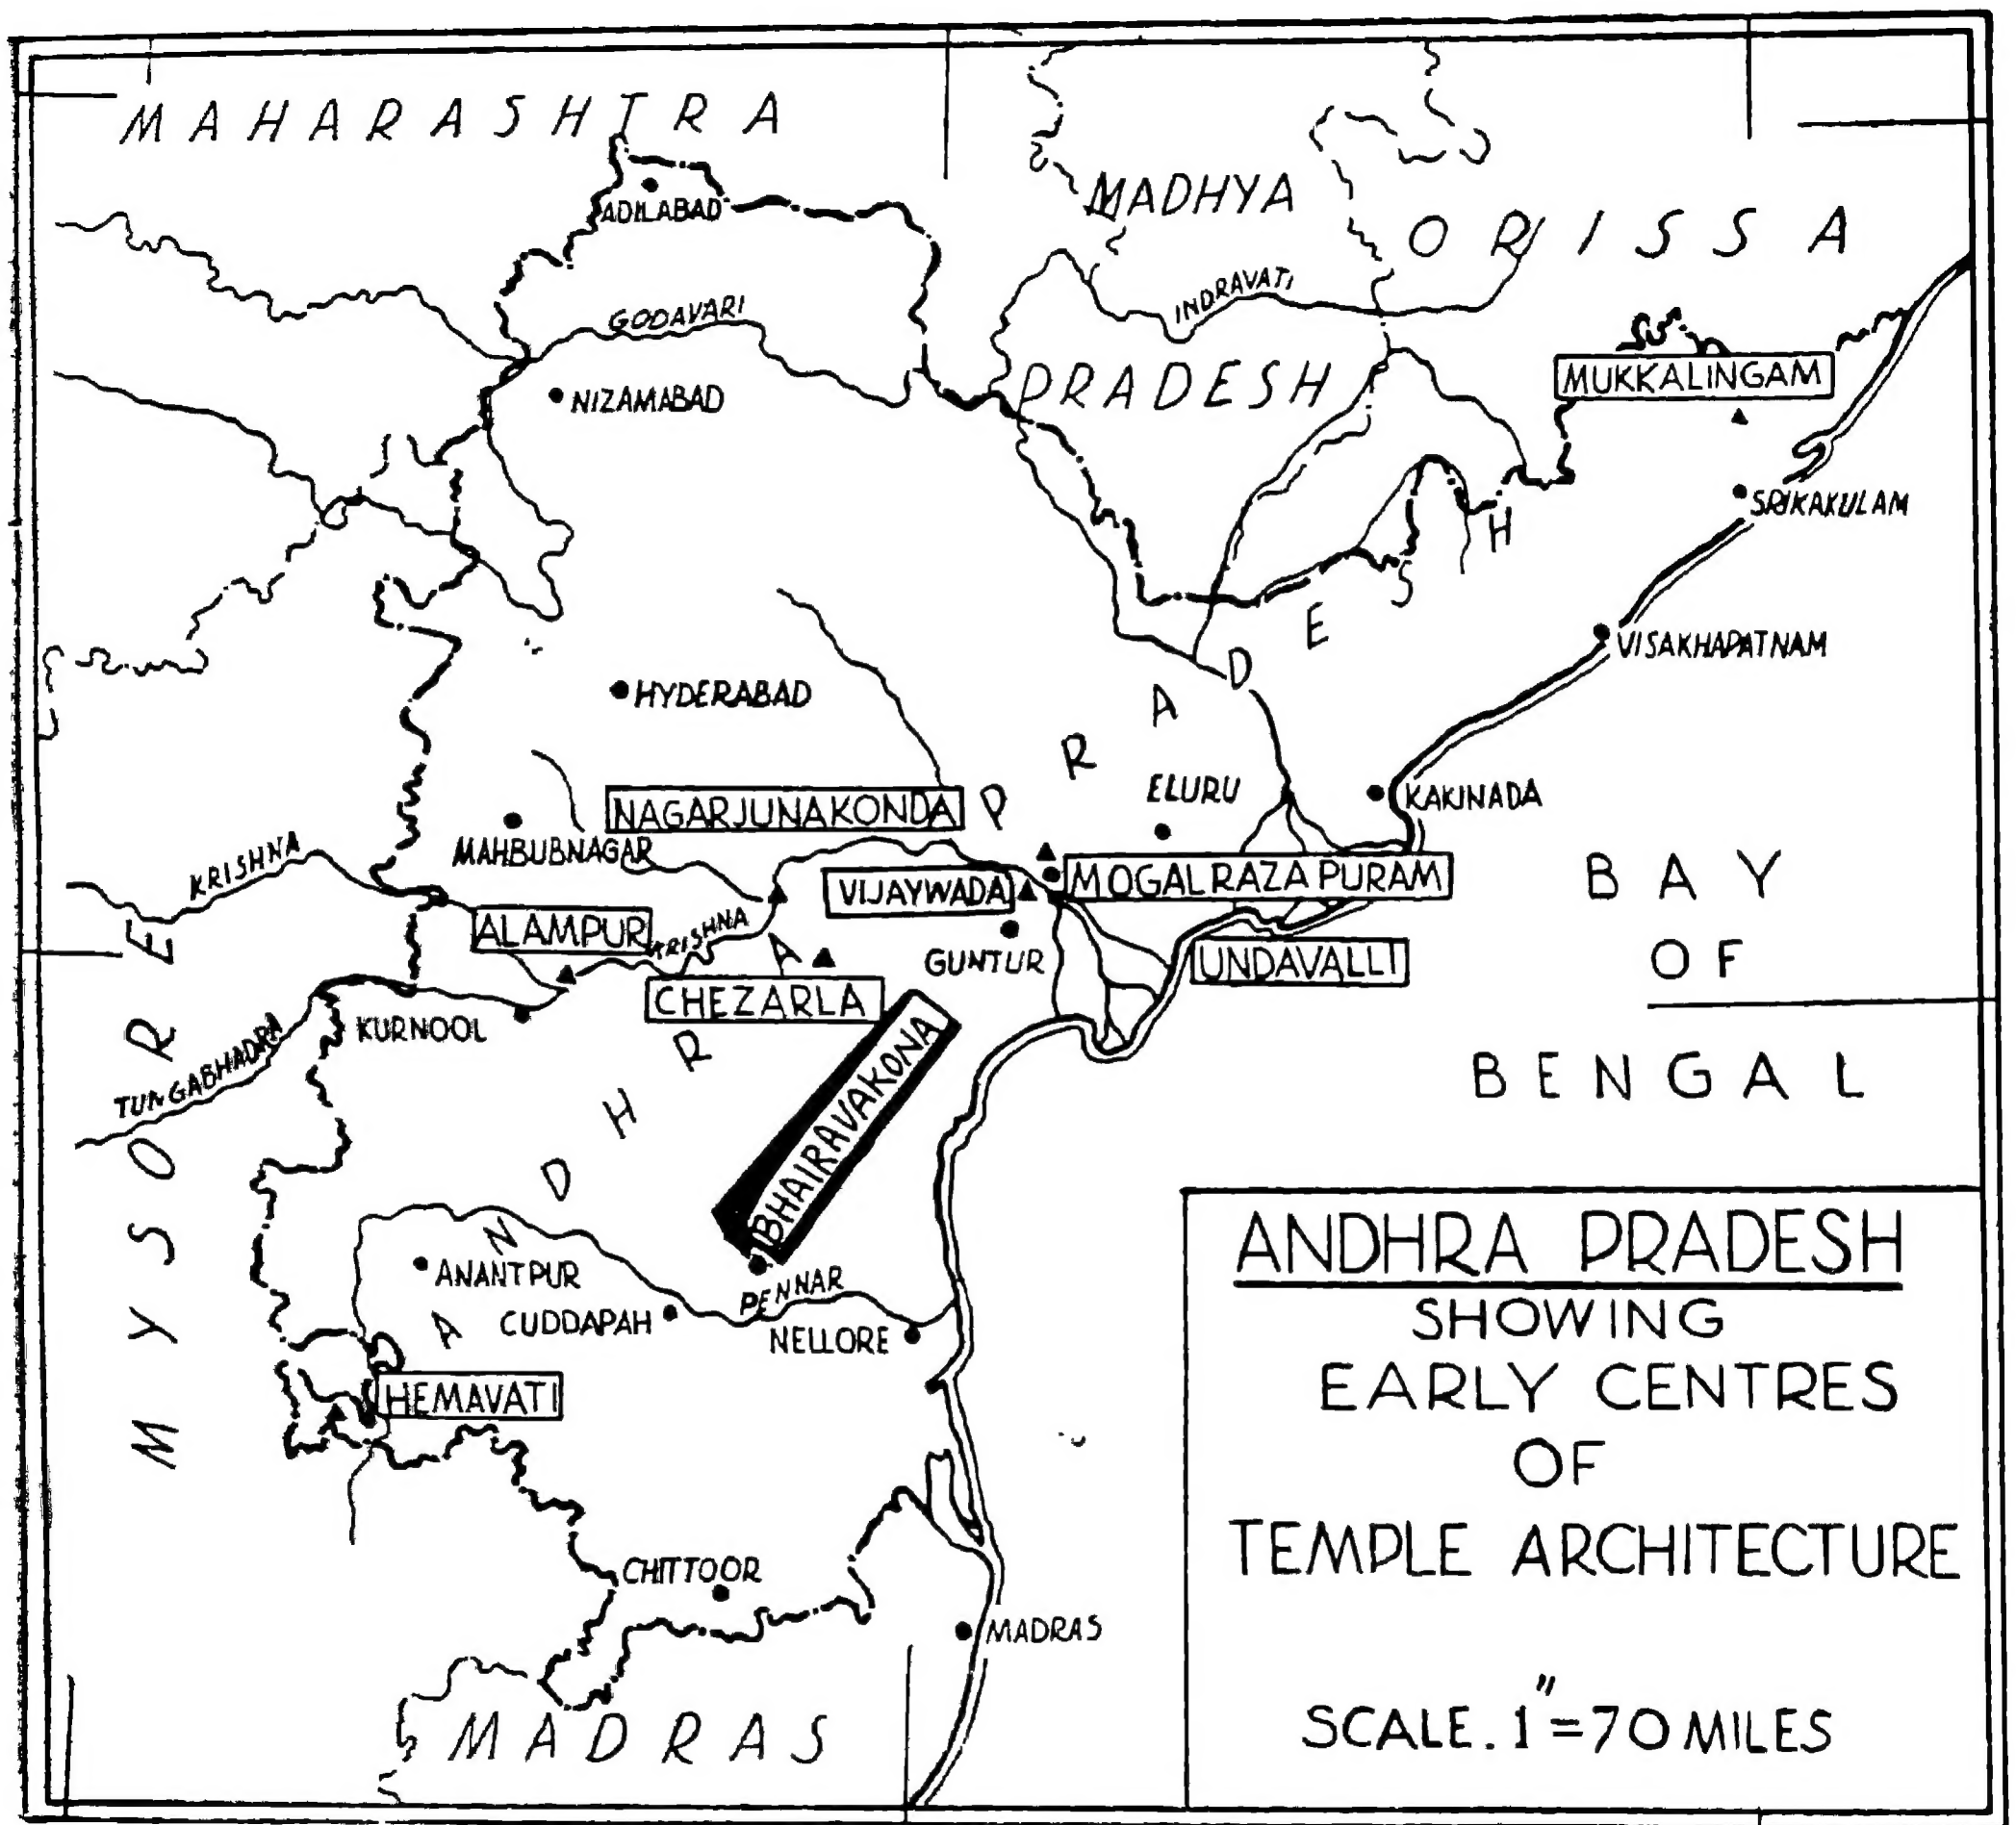 MAHARASHTRA
MADHYA
PRADESH
ORISSA
ADILABAD
GODAVARI
INDRAVATI
NIZAMABAD
MUKKALINGAM
SRIKAKULAM
VISAKHAPATNAM
HYDERABAD
ANDHRA PRADESH
ELURU
KAKINADA
NAGARJUNAKONDA
MAHBUBNAGAR
KRISHNA
VIJAYWADA
MOGALRAZAPURAM
ALAMPUR
KRISHNA
GUNTUR
UNDAVALLI
CHEZARLA
BAY
OF
BENGAL
KURNOOL
TUNGABHADRA
BHAIRAVAKONA
MYSORE
ANANTPUR
CUDDAPAH
PENNAR
NELLORE
HEMAVATI
CHITTOOR
MADRAS
MADRAS
ANDHRA PRADESH
SHOWING
EARLY CENTRES
OF
TEMPLE ARCHITECTURE
SCALE. 1"=70 MILES